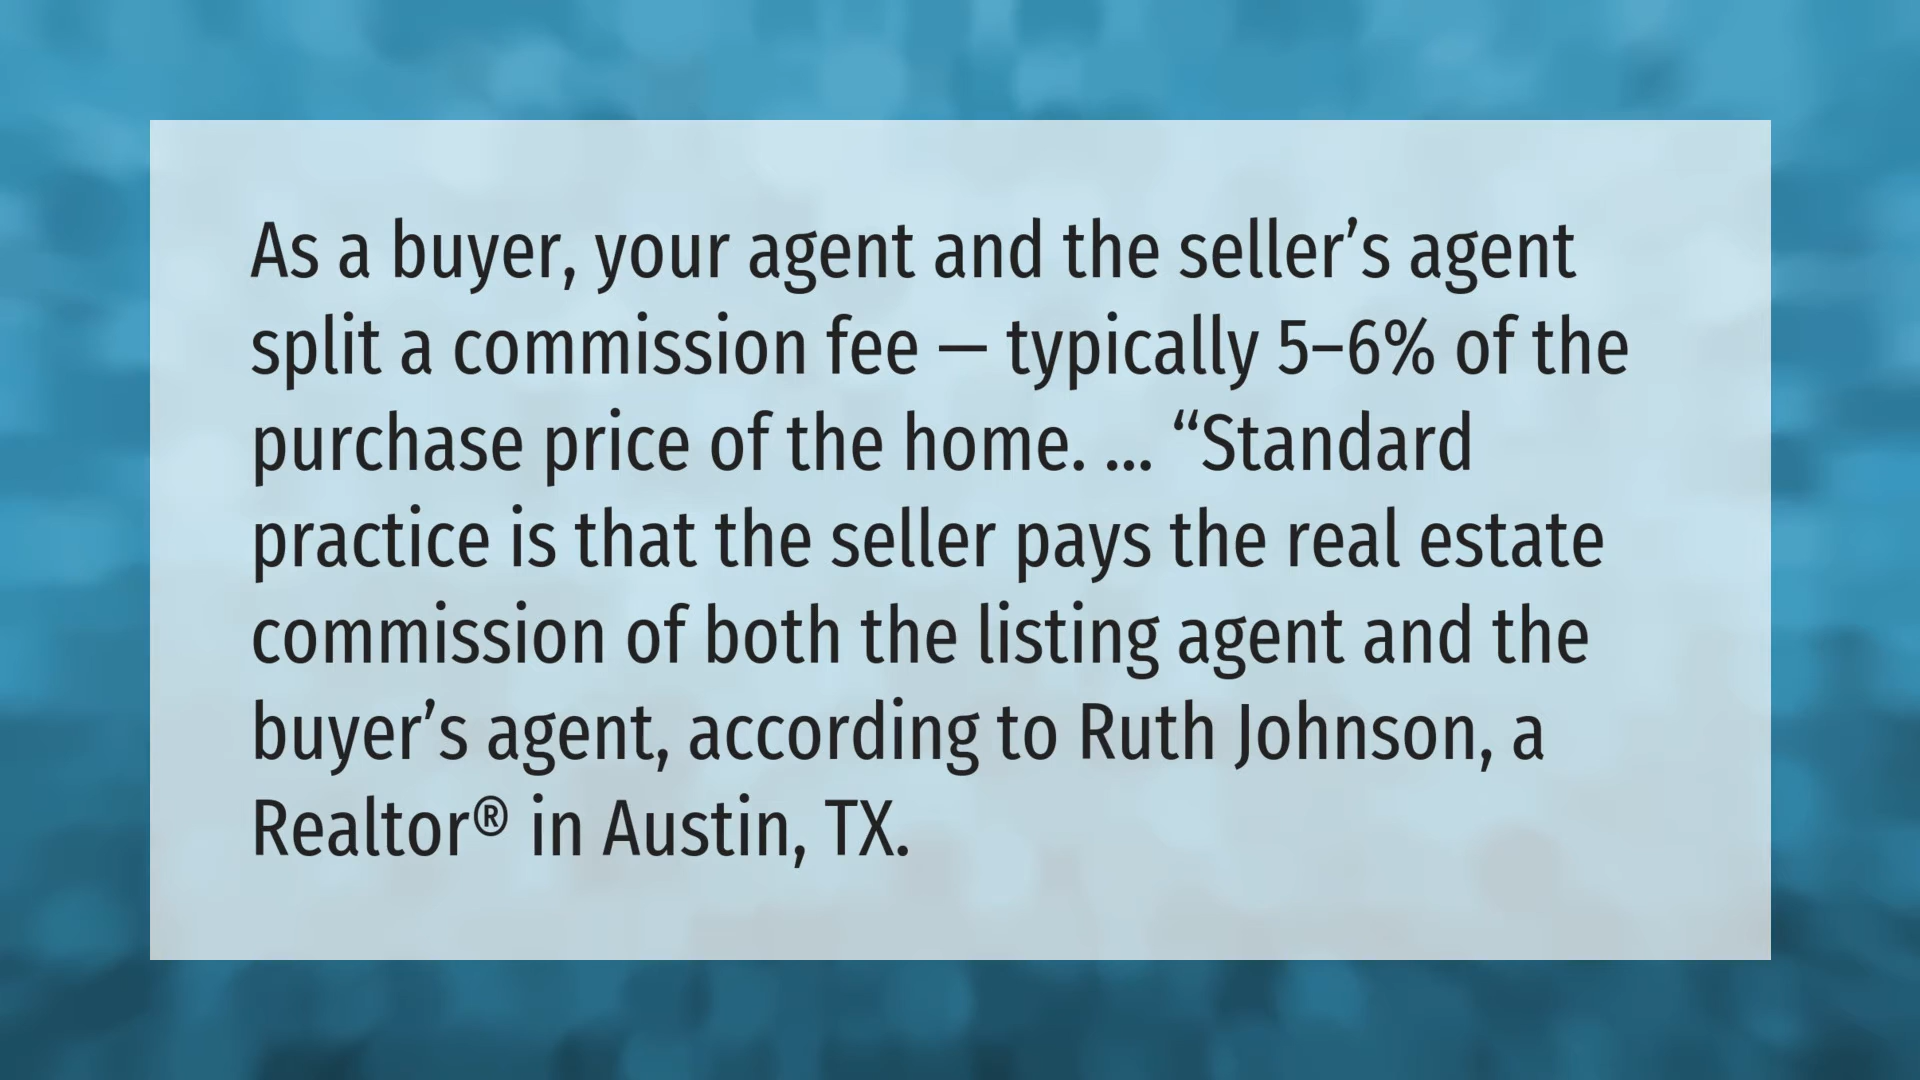 As a buyer, your agent and the seller’s agent
split a commission fee — typically 5–6% of the
purchase price of the home. ... “Standard
practice is that the seller pays the real estate
commission of both the listing agent and the
buyer’s agent, according to Ruth Johnson, a
Realtor® in Austin, TX.